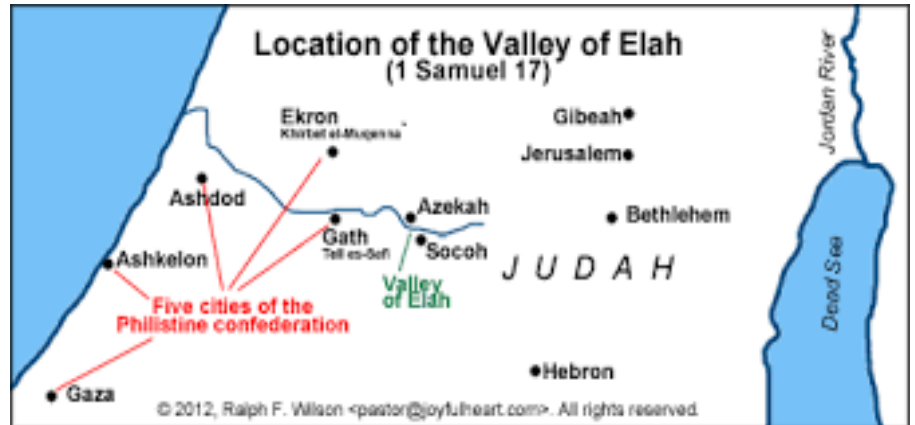 Location of the Valley of Elah
(1 Samuel 17)
Jordan River
Ekron
Khirbet el-Muqenna
Gibeah
Jerusalem
Ashdod
Azekah
Bethlehem
Gath
Tell es-Safi
Socoh
Ashkelon
JUDAH
Valley
of Elah
Dead See
Five cities of the
Philistine confederation
Hebron
Gaza
© 2012, Ralph F. Wilson <pastor@joyfulheart.com>. All rights reserved.